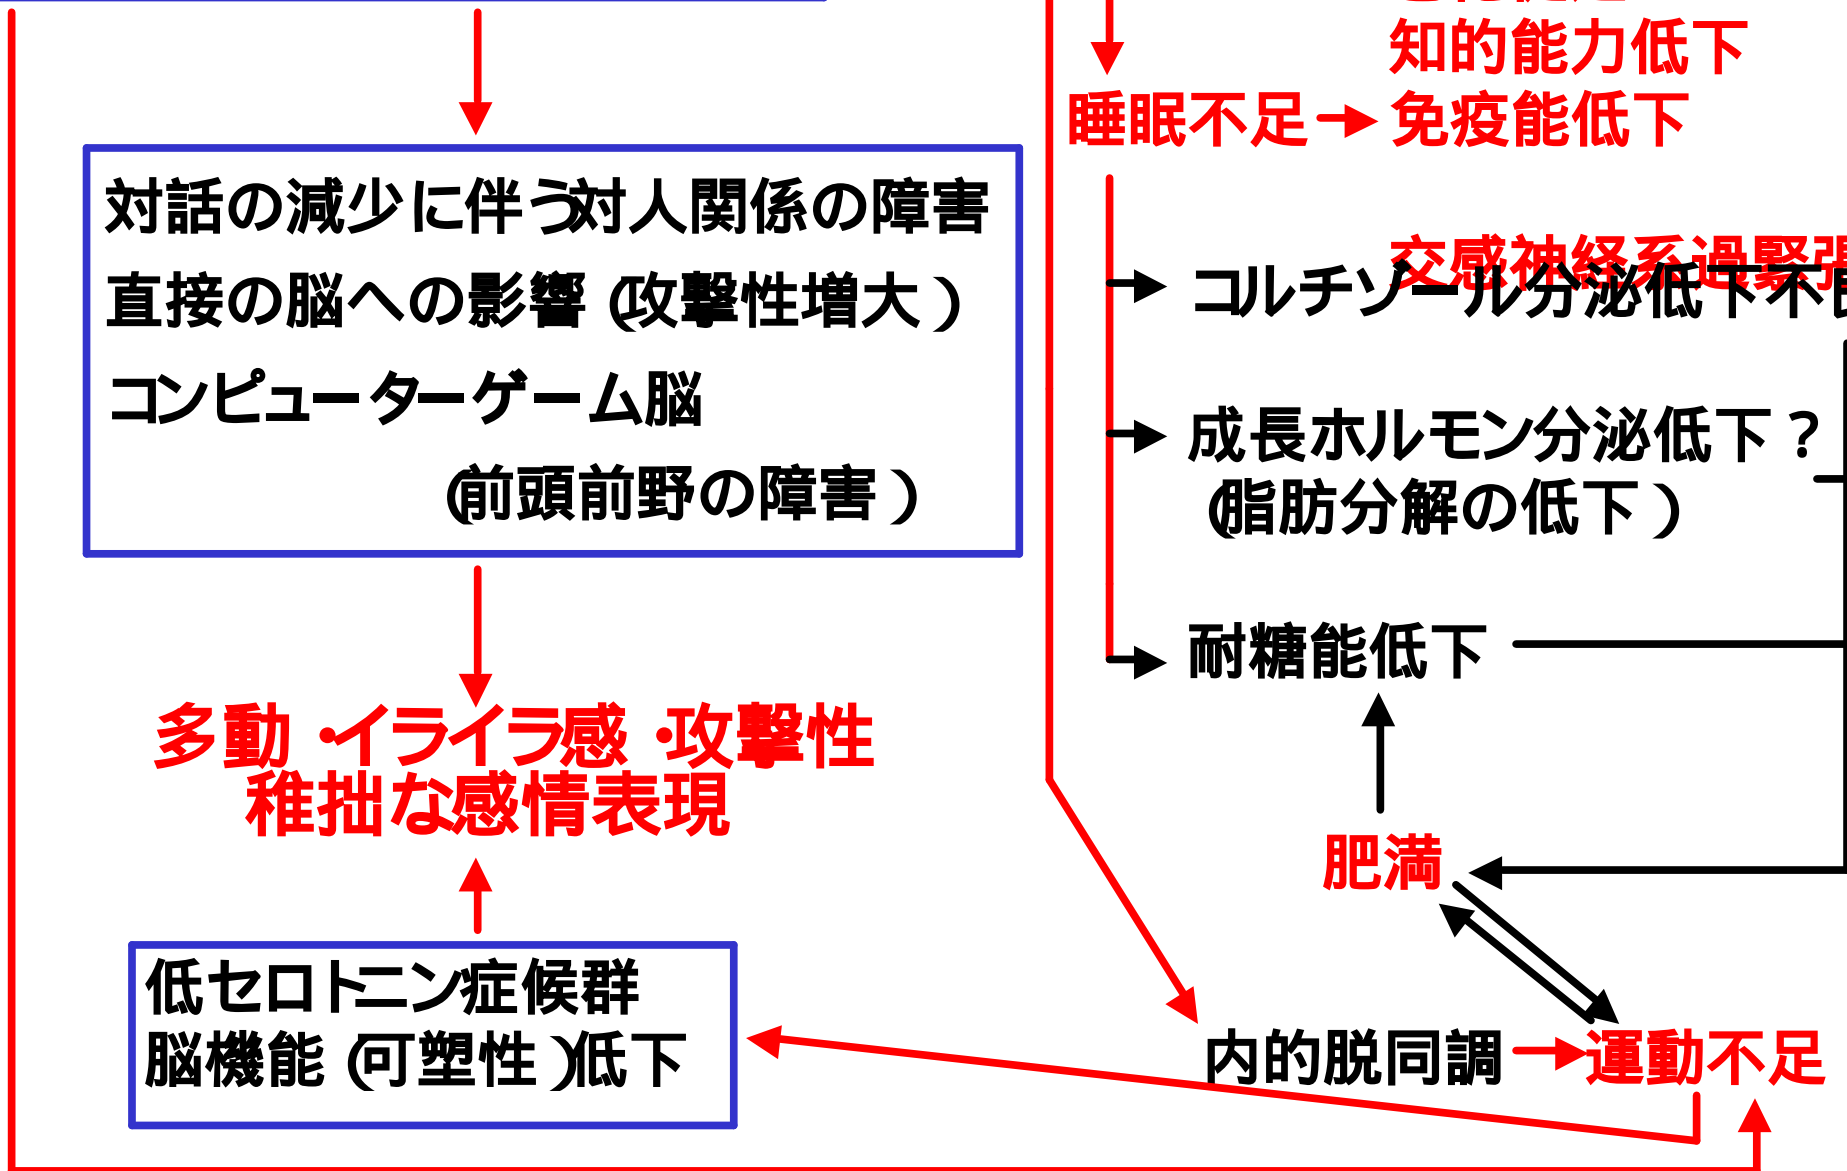 知的能力低下
睡眠不足
免疫能低下
対話の減少に伴う対人関係の障害
直接の脳への影響(攻撃性増大)
コンピューターゲーム脳
(前頭前野の障害)
交感神経系過緊張
コルチゾール分泌低下不良
成長ホルモン分泌低下?
(脂肪分解の低下)
耐糖能低下
多動・イライラ感・攻撃性
稚拙な感情表現
肥満
低セロトニン症候群
脳機能(可塑性)低下
内的脱同調
運動不足